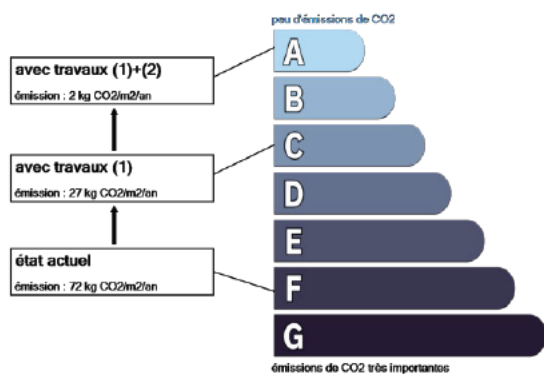 peu d'émissions de CO2
avec travaux (1)+(2)
émission : 2 kg CO2/m2/an
avec travaux (1)
émission : 27 kg CO2/m2/an
état actuel
émission : 72 kg CO2/m2/an
A
B
C
D
E
F
G
émissions de CO2 très importantes